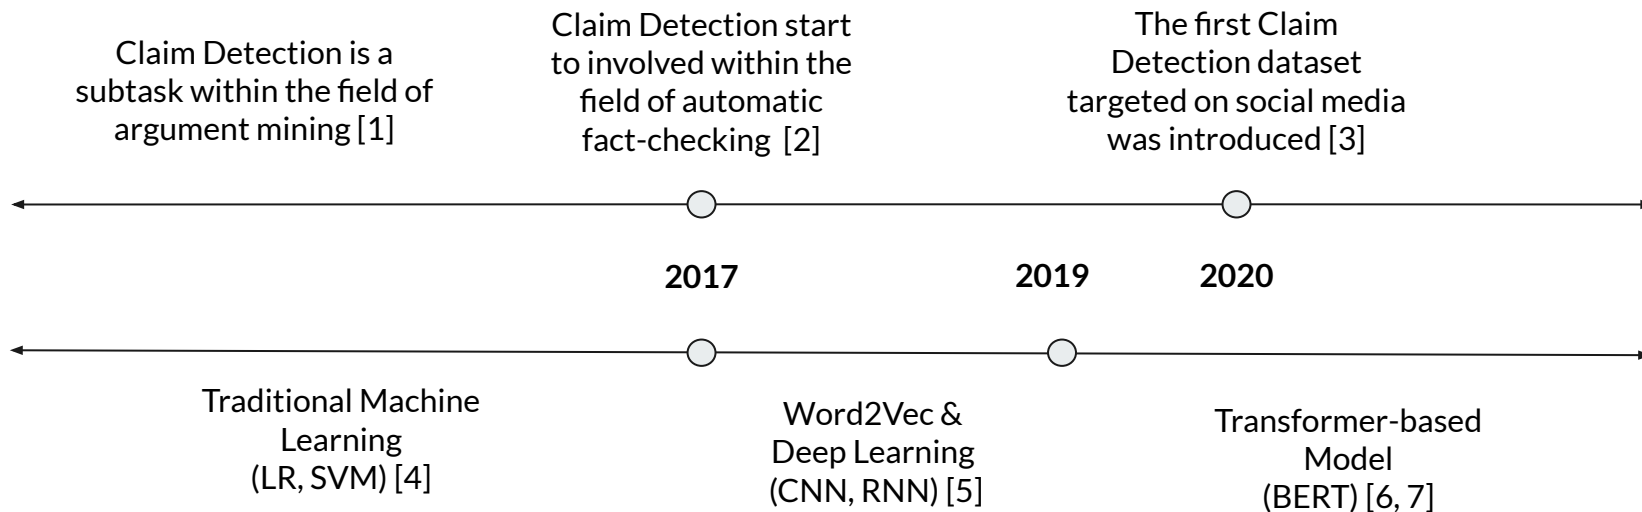 Claim Detection is a
subtask within the field of
argument mining [1]
Claim Detection start
to involved within the
field of automatic
fact-checking [2]
The first Claim
Detection dataset
targeted on social media
was introduced [3]
2017
2019
2020
Traditional Machine
Learning
(LR, SVM) [4]
Word2Vec &
Deep Learning
(CNN, RNN) [5]
Transformer-based
Model
(BERT) [6, 7]